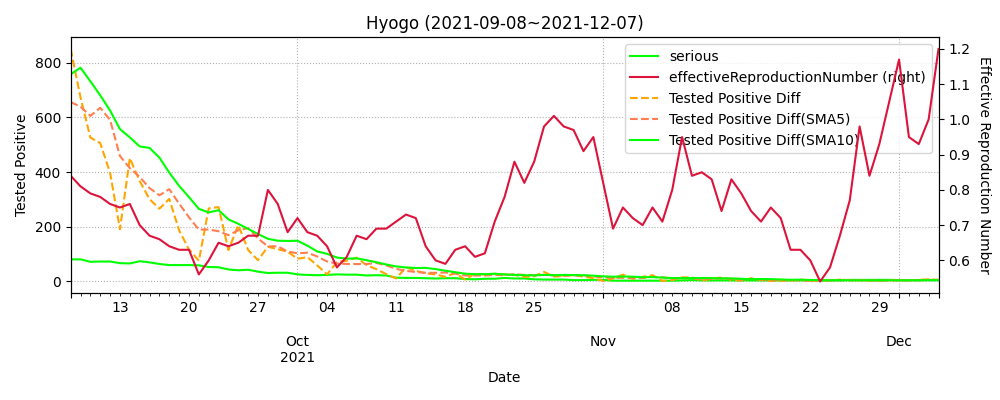 Hyogo (2021-09-08~2021-12-07)
serious
effectiveReproductionNumber (right)
Tested Positive Diff
Tested Positive Diff(SMA5)
Tested Positive Diff(SMA10)
Tested Positive
800
600
400
200
0
1.2
1.1
1.0
0.9
0.8
0.7
0.6
Effective Reproduction Number
13 20 27 04 11 18 25 08 15 22 29
Oct Nov Dec
2021
Date